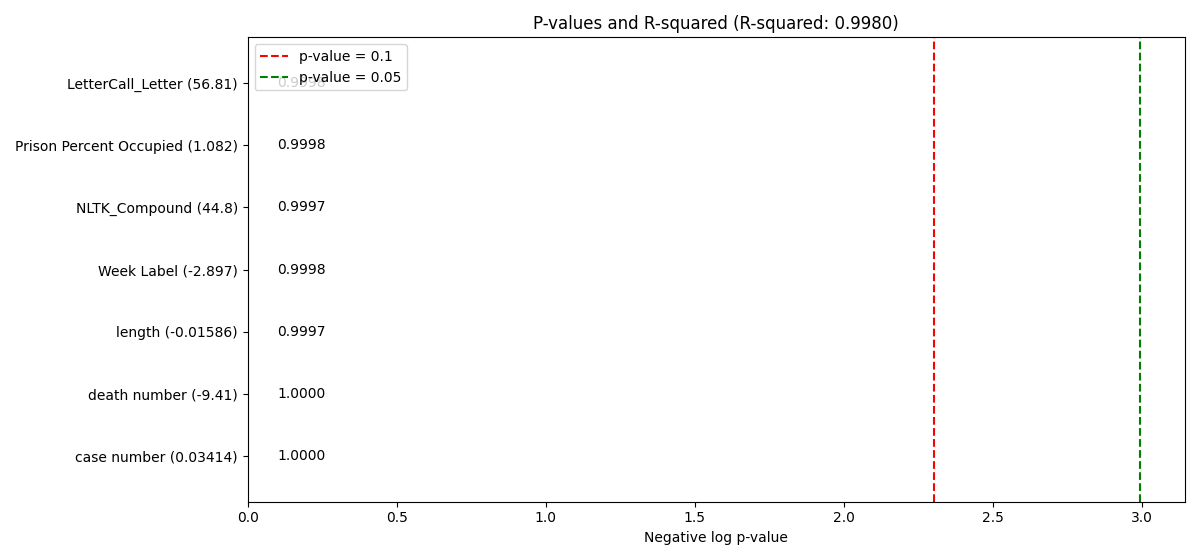 P-values and R-squared (R-squared: 0.9980)
p-value = 0.1
p-value = 0.05
LetterCall_Letter (56.81)
Prison Percent Occupied (1.082) 0.9998
NLTK_Compound (44.8) 0.9997
Week Label (-2.897) 0.9998
length (-0.01586) 0.9997
death number (-9.41) 1.0000
case number (0.03414) 1.0000
0.0 0.5 1.0 1.5 2.0 2.5 3.0
Negative log p-value